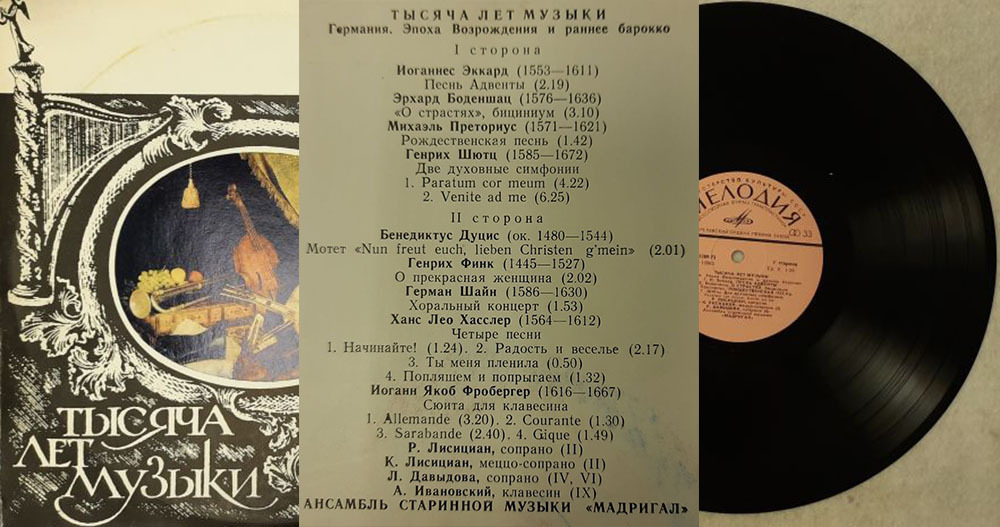 ТЫСЯЧА
ЛЕТ
МУЗЫКИ
ТЫСЯЧА ЛЕТ МУЗЫКИ
Германия. Эпоха Возрождения и раннее барокко
I сторона
Иоганнес Эккард (1553—1611)
Песнь Адвенты (2.19)
Эрхард Боденшац (1576—1636)
«О страстях», бициниум (3.10)
Михаэль Преториус (1571—1621)
Рождественская песнь (1.42)
Генрих Шютц (1585—1672)
Две духовные симфонии
1. Paratum cor meum (4.22)
2. Venite ad me (6.25)
II сторона
Бенедиктус Дуцис (ок. 1480—1544)
Мотет «Nun freut euch, lieben Christen g'mein» (2.01)
Генрих Финк (1445—1527)
О прекрасная женщина (2.02)
Герман Шайн (1586—1630)
Хоральный концерт (1.53)
Ханс Лео Хасслер (1564—1612)
Четыре песни
1. Начинайте! (1.24). 2. Радость и веселье (2.17)
3. Ты меня пленила (0.50)
4. Попляшем и попрыгаем (1.32)
Иоганн Якоб Фробергер (1616—1667)
Сюита для клавесина
1. Allemande (3.20). 2. Courante (1.30)
3. Sarabande (2.40). 4. Gique (1.49)
Р. Лисициан, сопрано (II)
К. Лисициан, меццо-сопрано (II)
Л. Давыдова, сопрано (IV, VI)
А. Ивановский, клавесин (IX)
АНСАМБЛЬ СТАРИННОЙ МУЗЫКИ «МАДРИГАЛ»
МЕЛОДИЯ
33
ТЫСЯЧА ЛЕТ МУЗЫКИ
«МАДРИГАЛ»